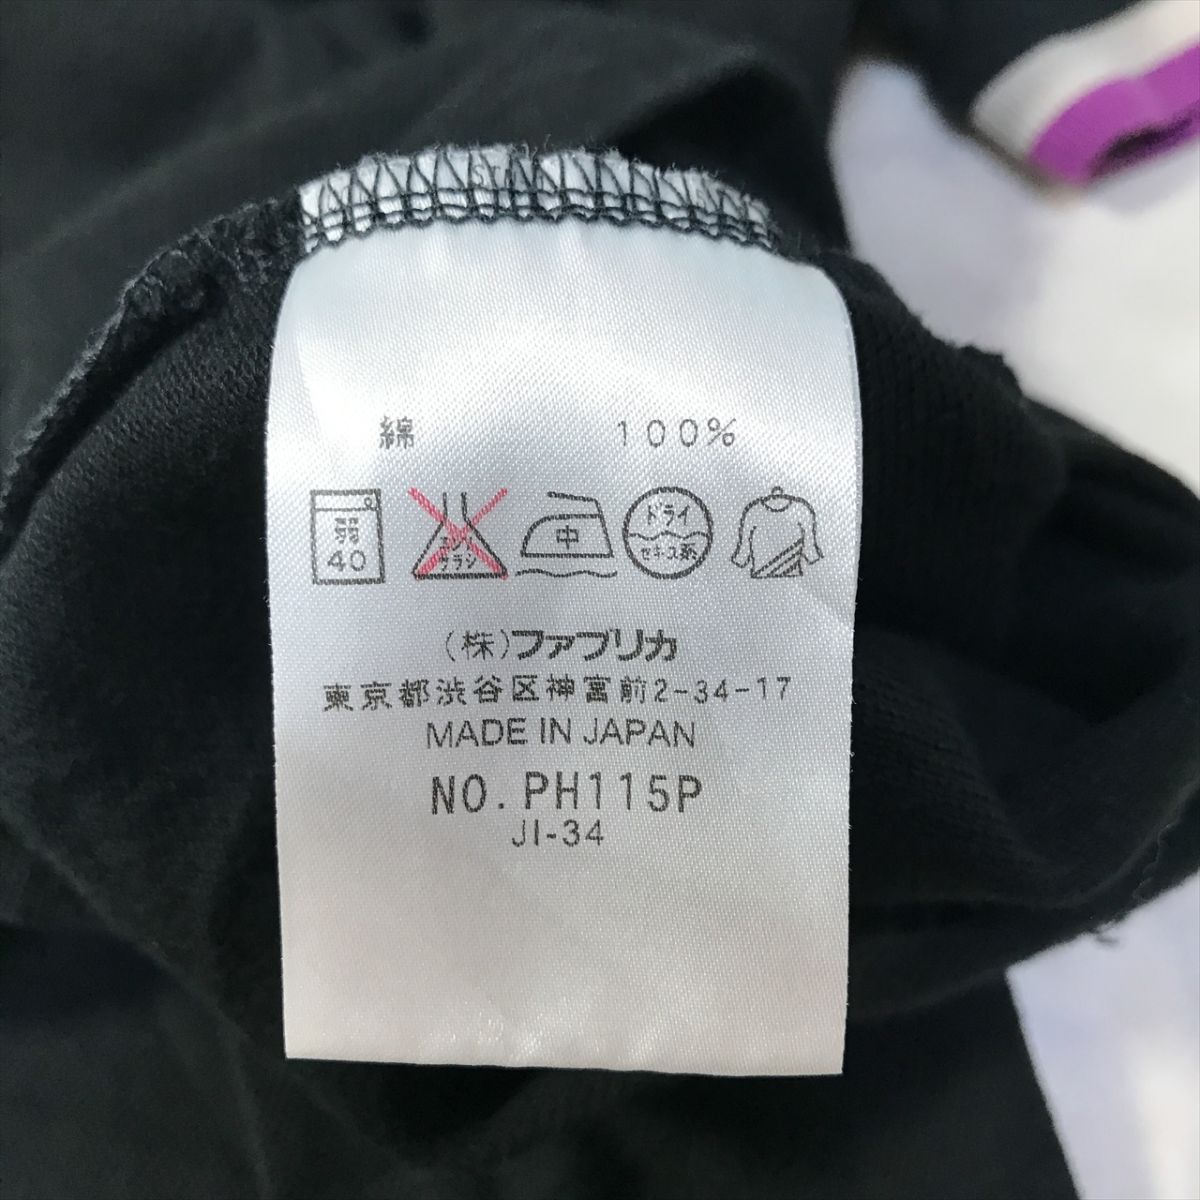 綿 100%
弱 40 エンソ サラシ 中 ドライ セキユ系
(株)ファブリカ
東京都渋谷区神宮前2-34-17
MADE IN JAPAN
NO. PH115P
JI-34